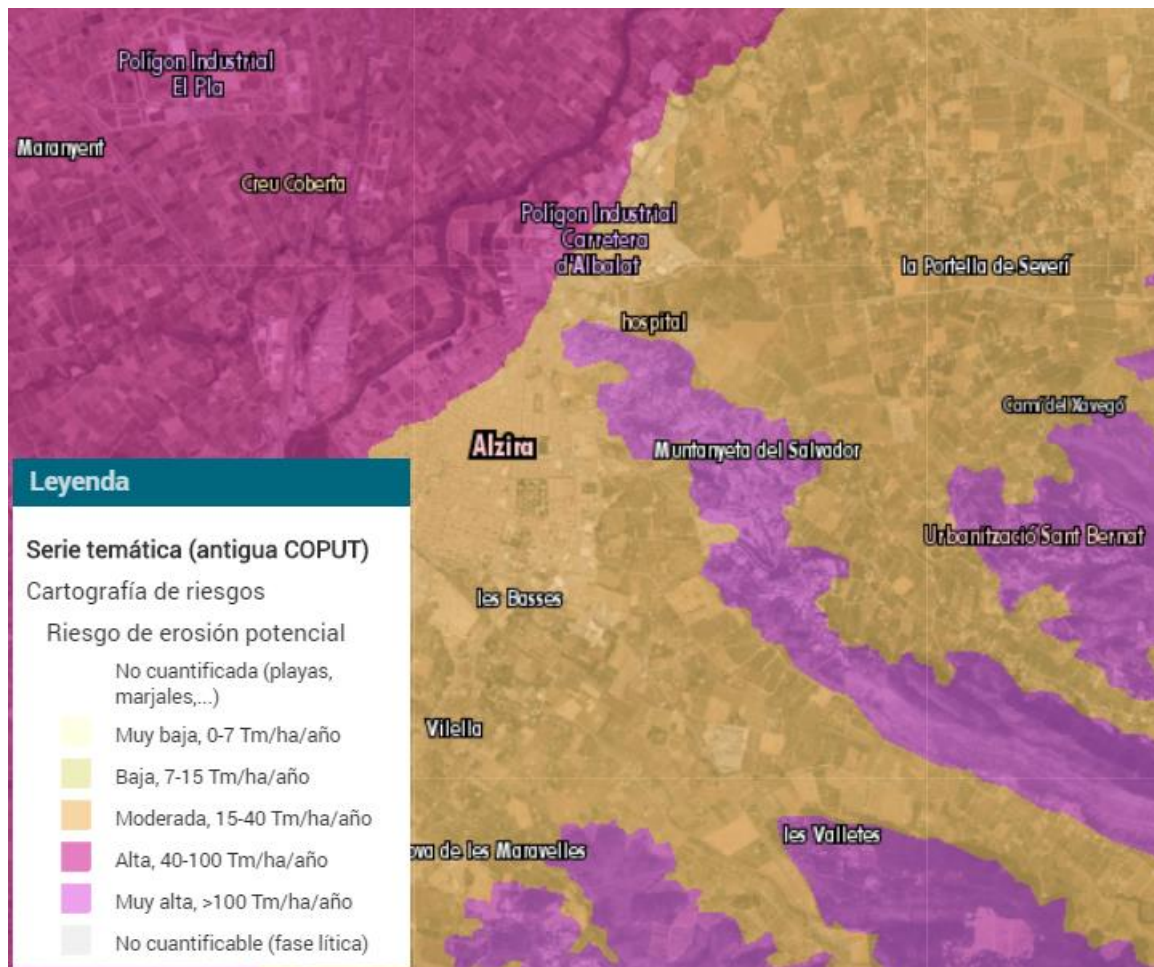 Polígon Industrial
El Pla
Maranyent
Creu Coberta
Polígon Industrial
Carretera
d'Albalat
la Portella de Severí
hospital
Camí del Xavegó
Alzira
Muntanyeta del Salvador
Urbanització Sant Bernat
les Basses
Vilella
les Valletes
ova de les Maravelles
Leyenda
Serie temática (antigua COPUT)
Cartografía de riesgos
Riesgo de erosión potencial
No cuantificada (playas,
marjales,...)
Muy baja, 0-7 Tm/ha/año
Baja, 7-15 Tm/ha/año
Moderada, 15-40 Tm/ha/año
Alta, 40-100 Tm/ha/año
Muy alta, >100 Tm/ha/año
No cuantificable (fase lítica)